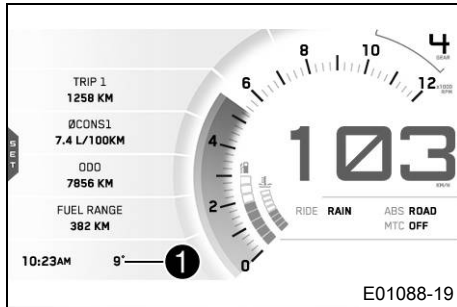 4
GEAR
8
10
TRIP 1
1258 KM
6
12
x1000
RPM
ØCONS1
7.4 L/100KM
4
103
KM/H
SET
ODO
7856 KM
FUEL RANGE
382 KM
2
RIDE RAIN
ABS ROAD
MTC OFF
10:23AM
9°
1
0
E01088-19